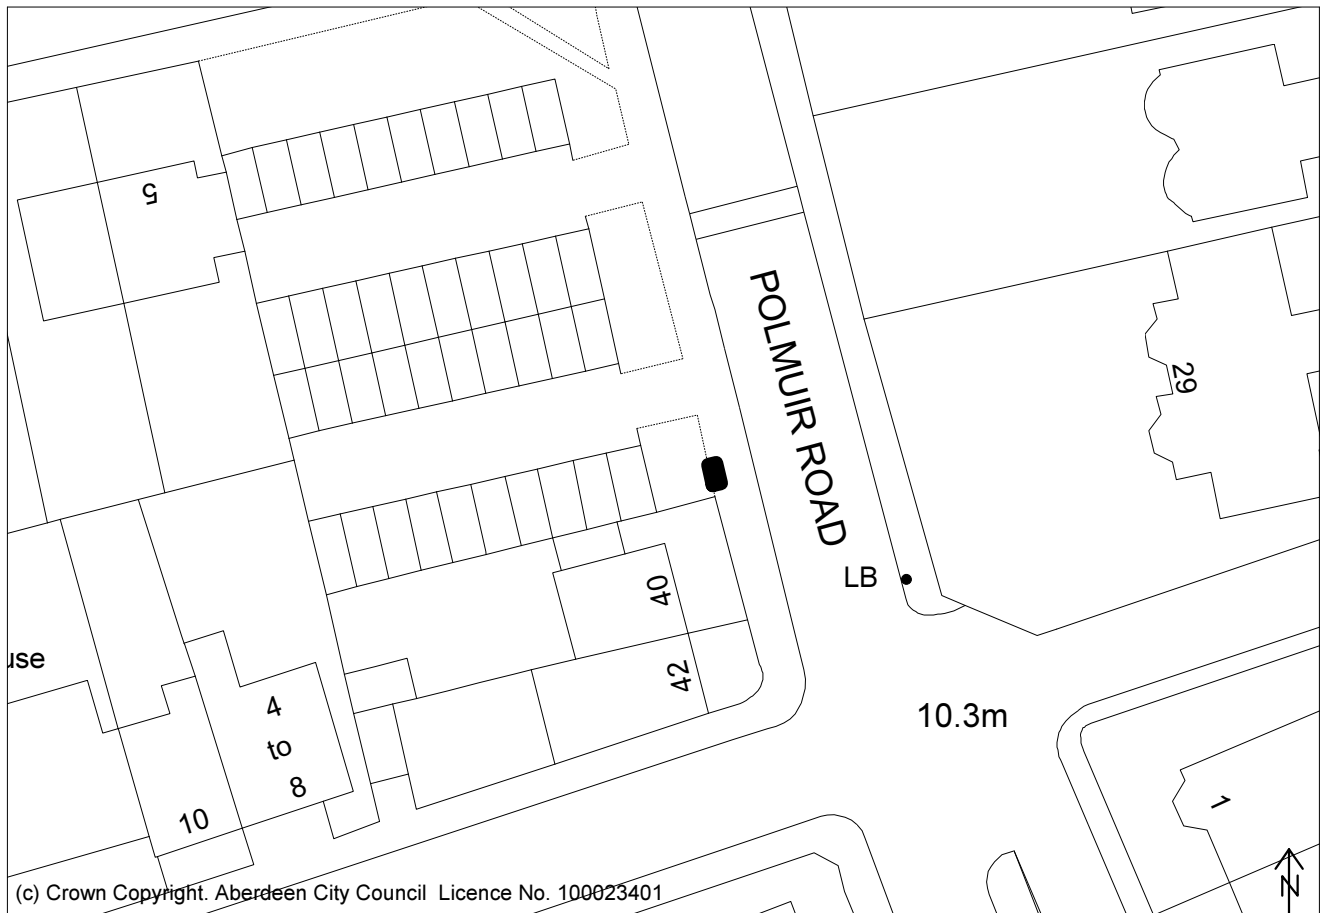 5
POLMUIR ROAD
29
LB
40
42
use
4
to
8
10
10.3m
1
N
(c) Crown Copyright. Aberdeen City Council Licence No. 100023401